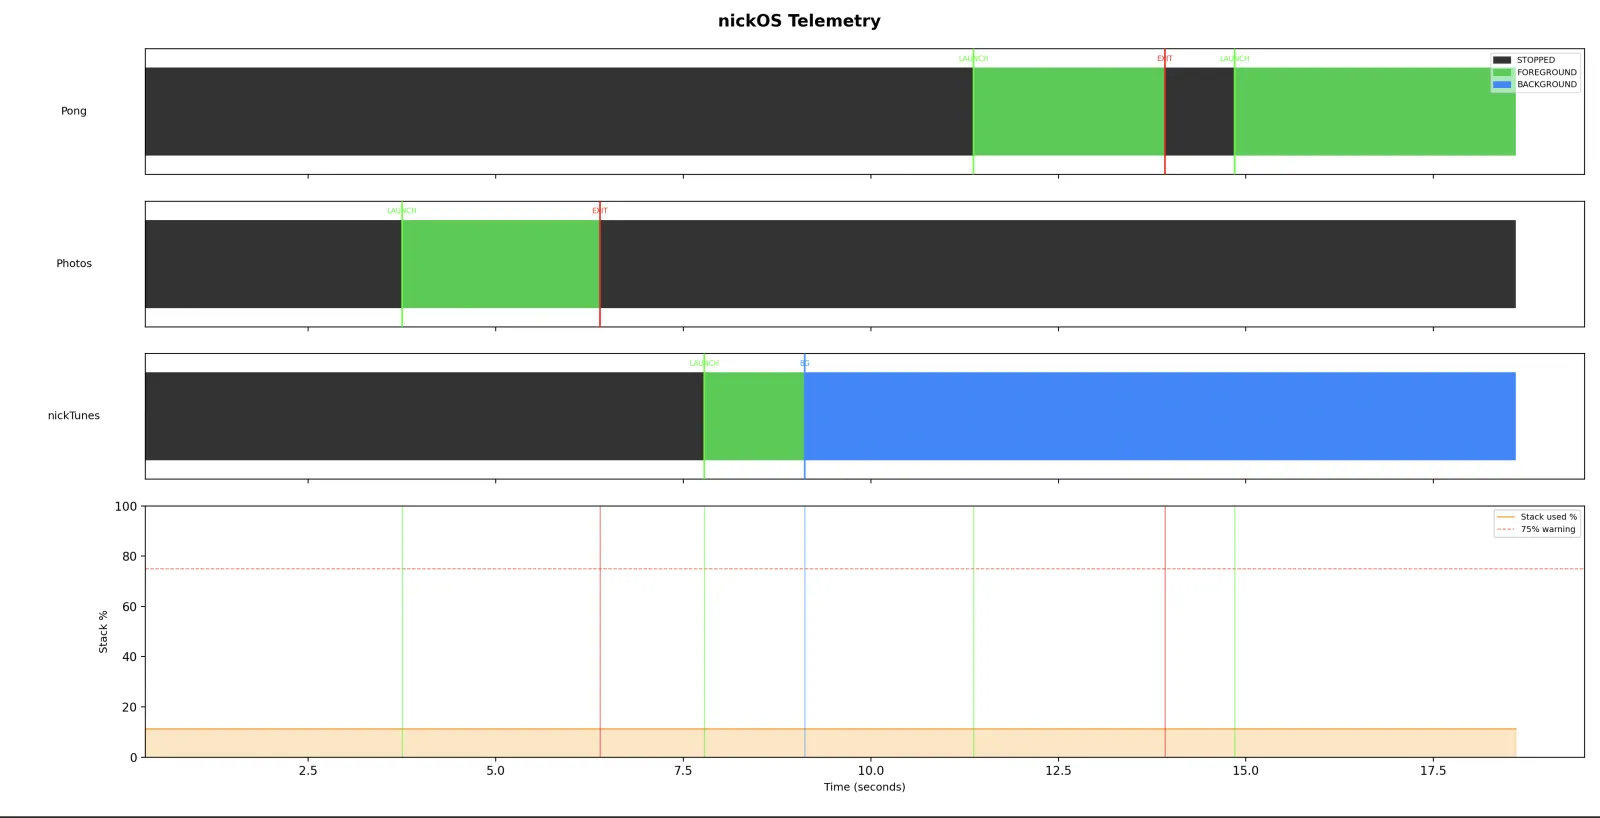 nickOS Telemetry
LAUNCH EXIT LAUNCH
STOPPED
FOREGROUND
BACKGROUND
Pong
LAUNCH EXIT
Photos
LAUNCH BG
nickTunes
Stack used %
75% warning
100
80
60
40
20
0
Stack %
2.5 5.0 7.5 10.0 12.5 15.0 17.5
Time (seconds)